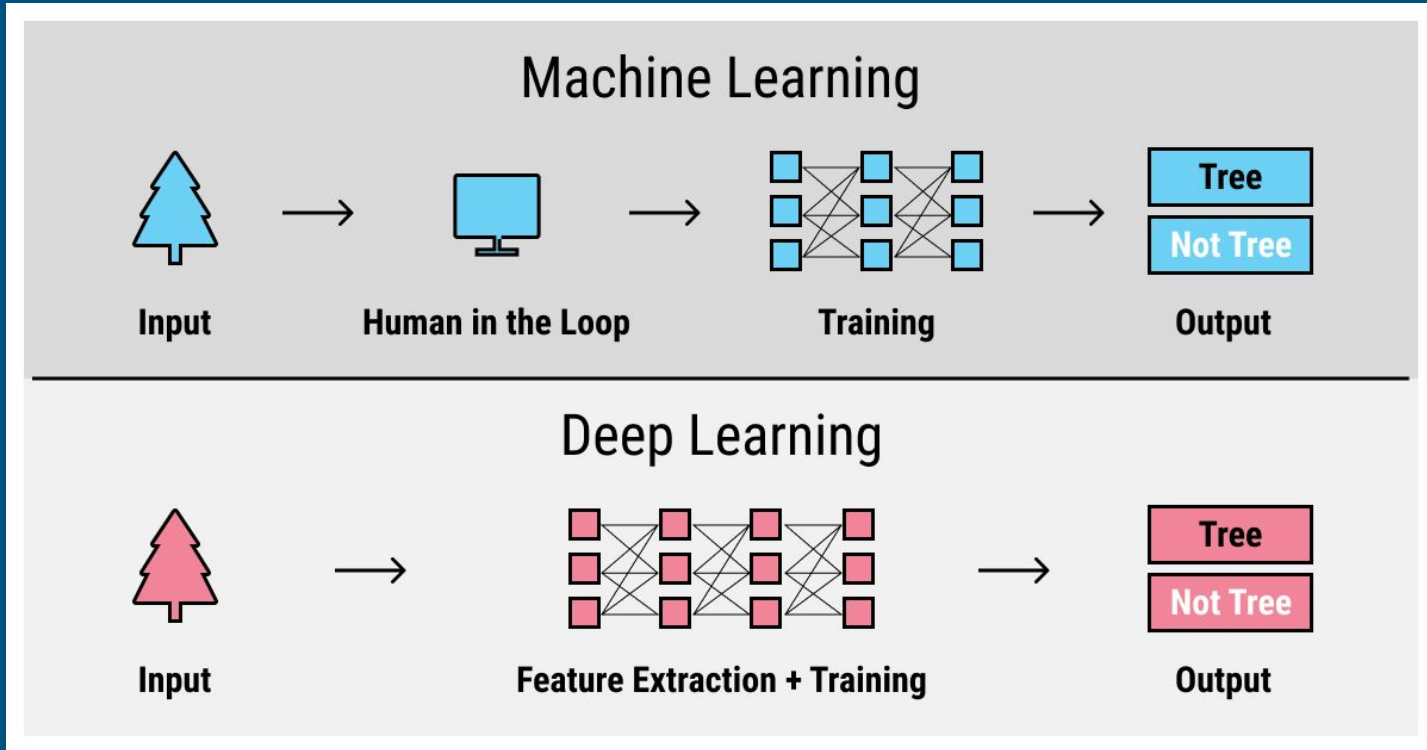 Machine Learning
Tree
Not Tree
Input
Human in the Loop
Training
Output
Deep Learning
Tree
Not Tree
Input
Feature Extraction + Training
Output